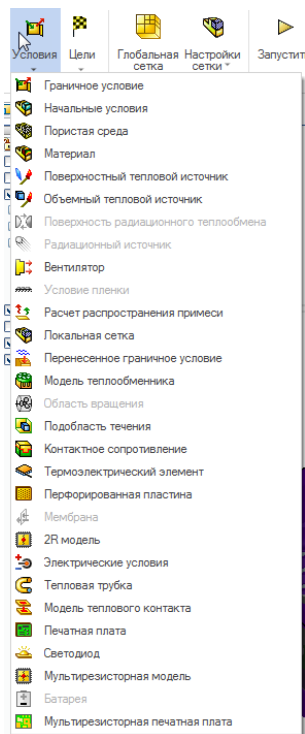 Условия
Цели
Глобальная сетка
Настройки сетки
Запустить
Граничное условие
Начальные условия
Пористая среда
Материал
Поверхностный тепловой источник
Объемный тепловой источник
Поверхность радиационного теплообмена
Радиационный источник
Вентилятор
Условие пленки
Расчет распространения примеси
Локальная сетка
Перенесенное граничное условие
Модель теплообменника
Область вращения
Подобласть течения
Контактное сопротивление
Термоэлектрический элемент
Перфорированная пластина
Мембрана
2R модель
Электрические условия
Тепловая трубка
Модель теплового контакта
Печатная плата
Светодиод
Мультирезисторная модель
Батарея
Мультирезисторная печатная плата